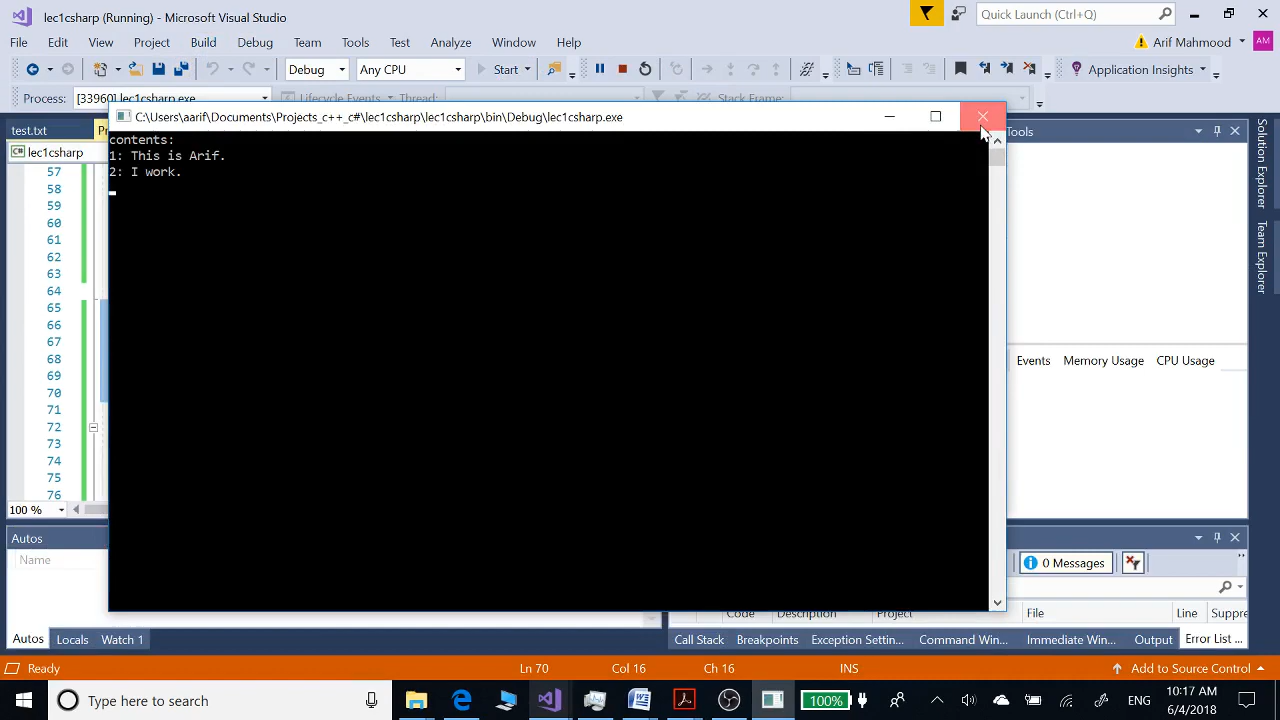 lec1csharp (Running) - Microsoft Visual Studio
Quick Launch (Ctrl+Q)
File Edit View Project Build Debug Team Tools Test Analyze Window Help
Arif Mahmood AM
Debug Any CPU Start Application Insights
Process: [33960] lec1csharp.exe Lifecycle Events Thread: Stack Frame:
C:\Users\aarif\Documents\Projects_c++_c#\lec1csharp\lec1csharp\bin\Debug\lec1csharp.exe
test.txt
Tools
contents:
1: This is Arif.
2: I work.
lec1csharp
57
58
59
60
61
62
63
64
65
66
67
68
69
70
71
72
73
74
75
76
Server Explorer
Team Explorer
Events Memory Usage CPU Usage
100 %
Autos
Name
0 Messages
Code Description Project File Line Suppre
Autos Locals Watch 1
Call Stack Breakpoints Exception Settin... Command Win... Immediate Win... Output Error List ...
Ready Ln 70 Col 16 Ch 16 INS Add to Source Control
Type here to search
100% ENG
10:17 AM
6/4/2018